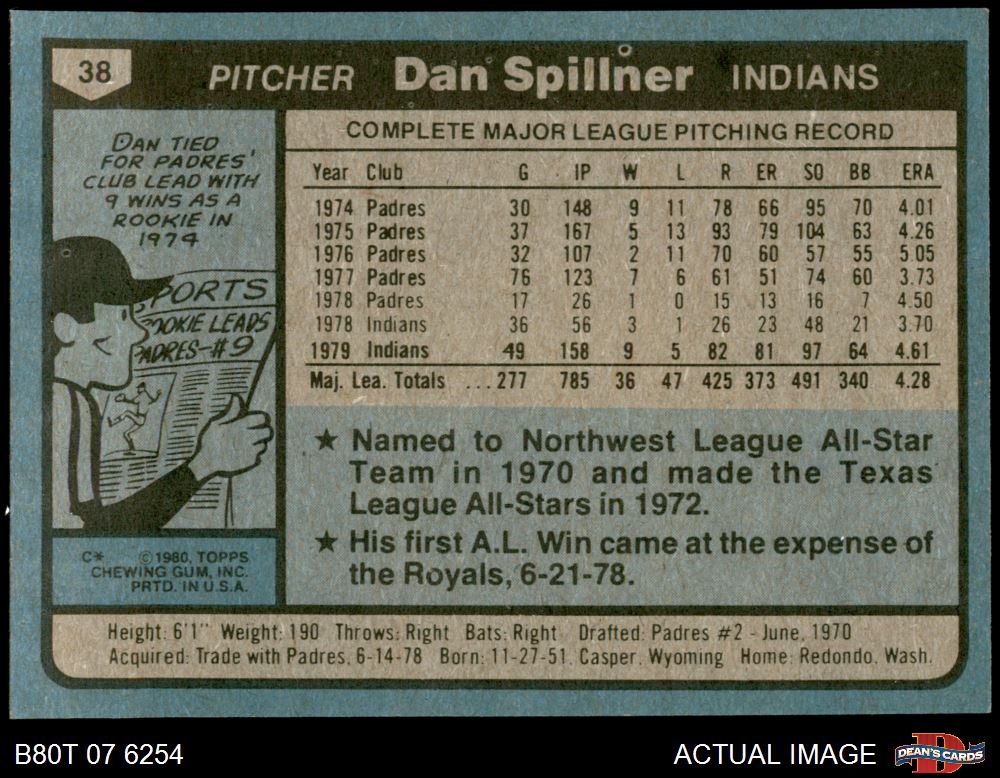 38 PITCHER Dan Spillner INDIANS
DAN TIED
FOR PADRES'
CLUB LEAD WITH
9 WINS AS A
ROOKIE IN
1974
SPORTS
ROOKIE LEADS
PADRES-#9
COMPLETE MAJOR LEAGUE PITCHING RECORD
Year Club G IP W L R ER SO BB ERA
1974 Padres 30 148 9 11 78 66 95 70 4.01
1975 Padres 37 167 5 13 93 79 104 63 4.26
1976 Padres 32 107 2 11 70 60 57 55 5.05
1977 Padres 76 123 7 6 61 51 74 60 3.73
1978 Padres 17 26 1 0 15 13 16 7 4.50
1978 Indians 36 56 3 1 26 23 48 21 3.70
1979 Indians 49 158 9 5 82 81 97 64 4.61
Maj. Lea. Totals ...277 785 36 47 425 373 491 340 4.28
★ Named to Northwest League All-Star
Team in 1970 and made the Texas
League All-Stars in 1972.
★ His first A.L. Win came at the expense of
the Royals, 6-21-78.
C* ©1980, TOPPS
CHEWING GUM, INC.
PRTD. IN U.S.A.
Height: 6'1" Weight: 190 Throws: Right Bats: Right Drafted: Padres #2 - June, 1970
Acquired: Trade with Padres, 6-14-78 Born: 11-27-51, Casper, Wyoming Home: Redondo, Wash.
B80T 07 6254 ACTUAL IMAGE DEAN'S CARDS